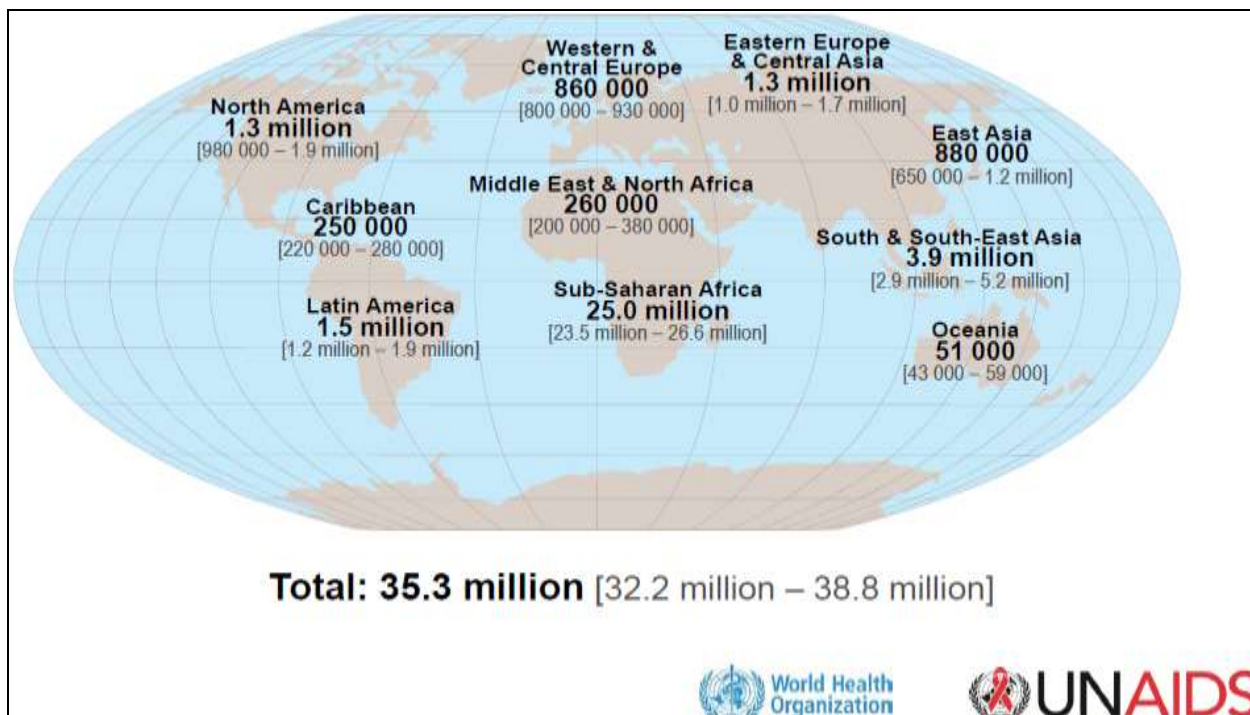 Western &
Central Europe
860 000
[800 000 – 930 000]
Eastern Europe
& Central Asia
1.3 million
[1.0 million – 1.7 million]
North America
1.3 million
[980 000 – 1.9 million]
East Asia
880 000
[650 000 – 1.2 million]
Middle East & North Africa
260 000
[200 000 – 380 000]
Caribbean
250 000
[220 000 – 280 000]
South & South-East Asia
3.9 million
[2.9 million – 5.2 million]
Sub-Saharan Africa
25.0 million
[23.5 million – 26.6 million]
Latin America
1.5 million
[1.2 million – 1.9 million]
Oceania
51 000
[43 000 – 59 000]
Total: 35.3 million [32.2 million – 38.8 million]
World Health
Organization
UNAIDS